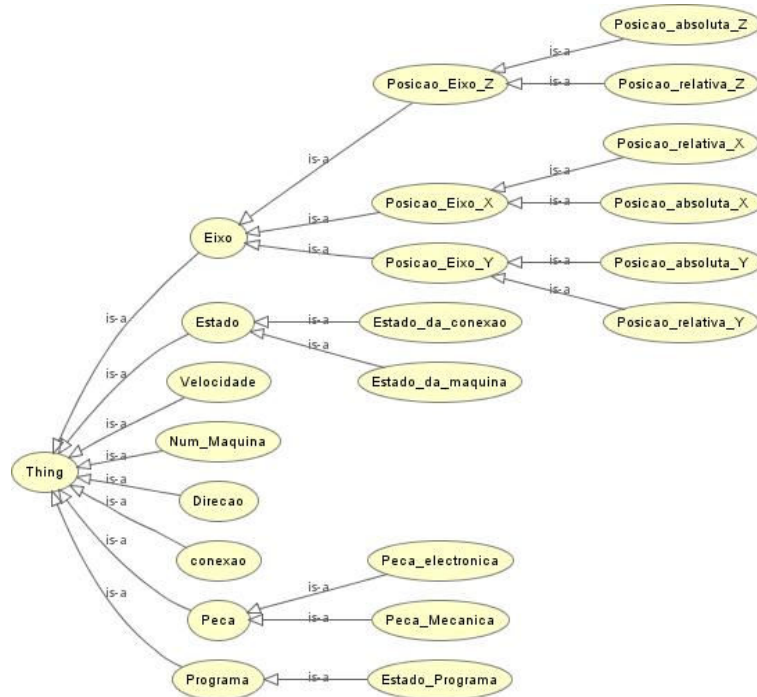 Posicao_absoluta_Z
is-a
Posicao_Eixo_Z
is-a
Posicao_relativa_Z
Posicao_relativa_X
is-a
is-a
Posicao_Eixo_X
is-a
Posicao_absoluta_X
is-a
Eixo
is-a
Posicao_Eixo_Y
is-a
Posicao_absoluta_Y
is-a
Posicao_relativa_Y
is-a
Estado
is-a
Estado_da_conexao
is-a
Estado_da_maquina
is-a
Velocidade
is-a
Num_Maquina
is-a
Thing
is-a
Direcao
is-a
conexao
is-a
Peca_electronica
is-a
Peca
is-a
Peca_Mecanica
is-a
Programa
is-a
Estado_Programa